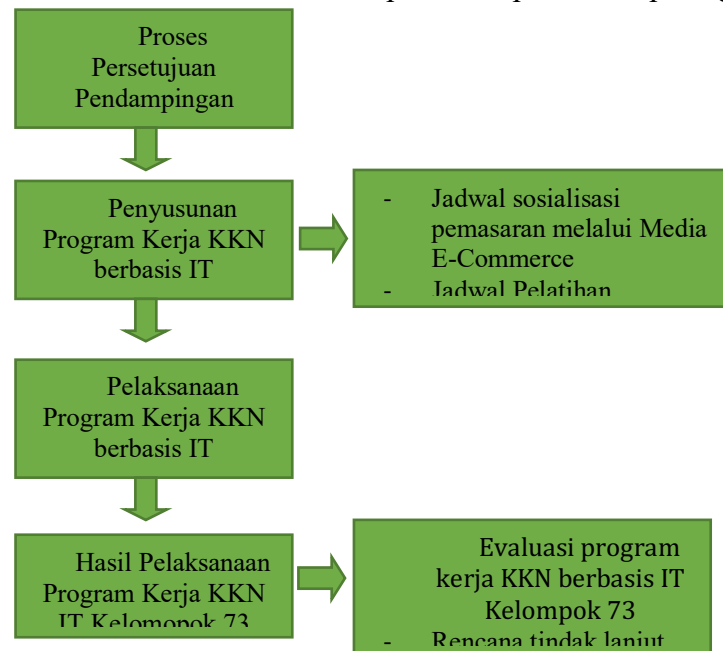 Proses
Persetujuan
Pendampingan
Penyusunan
Program Kerja KKN
berbasis IT
- Jadwal sosialisasi
pemasaran melalui Media
E-Commerce
- Jadwal Pelatihan
Pelaksanaan
Program Kerja KKN
berbasis IT
Hasil Pelaksanaan
Program Kerja KKN
IT Kelomopok 73
Evaluasi program
kerja KKN berbasis IT
Kelompok 73
- Rencana tindak lanjut